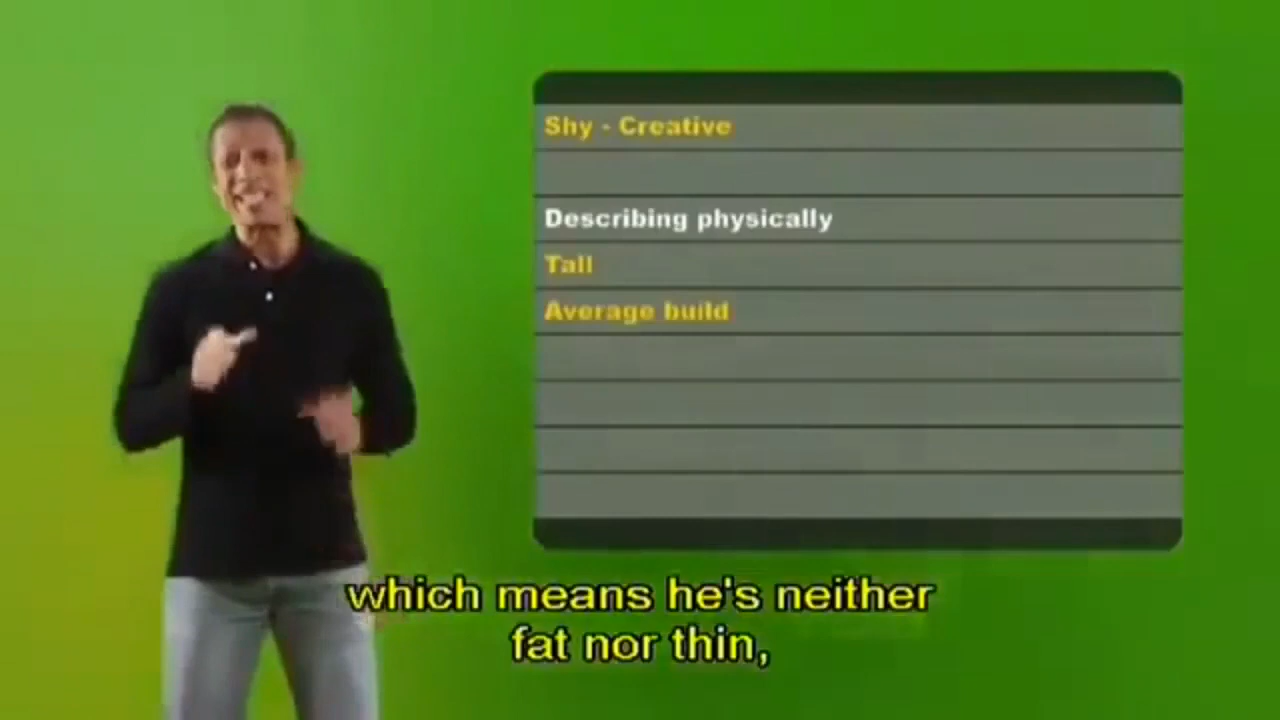 Shy - Creative
Describing physically
Tall
Average build
which means he's neither
fat nor thin,